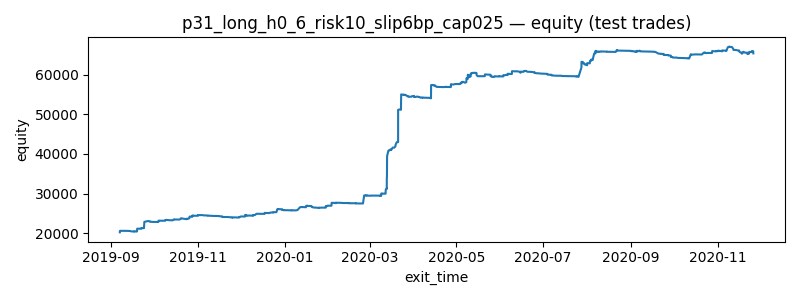 p31_long_h0_6_risk10_slip6bp_cap025 — equity (test trades)
equity
60000
50000
40000
30000
20000
2019-09 2019-11 2020-01 2020-03 2020-05 2020-07 2020-09 2020-11
exit_time